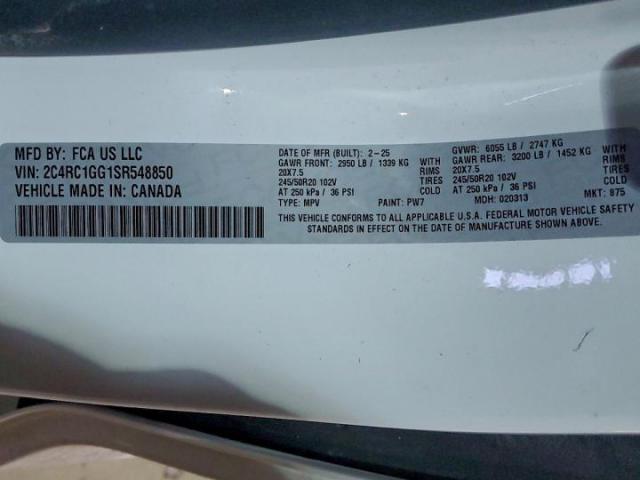 MFD BY: FCA US LLC
VIN: 2C4RC1GG1SR548850
VEHICLE MADE IN: CANADA
DATE OF MFR (BUILT): 2-25
GAWR FRONT: 2950 LB / 1339 KG WITH
20X7.5 RIMS
245/50R20 102V TIRES
AT 250 kPa / 36 PSI COLD
TYPE: MPV PAINT: PW7
GVWR: 6055 LB / 2747 KG
GAWR REAR: 3200 LB / 1452 KG WITH
20X7.5 RIMS
245/50R20 102V TIRES
AT 250 kPa / 36 PSI COLD
MDH: 020313 MKT: 875
THIS VEHICLE CONFORMS TO ALL APPLICABLE U.S.A. FEDERAL MOTOR VEHICLE SAFETY
STANDARDS IN EFFECT ON THE DATE OF MANUFACTURE SHOWN ABOVE.